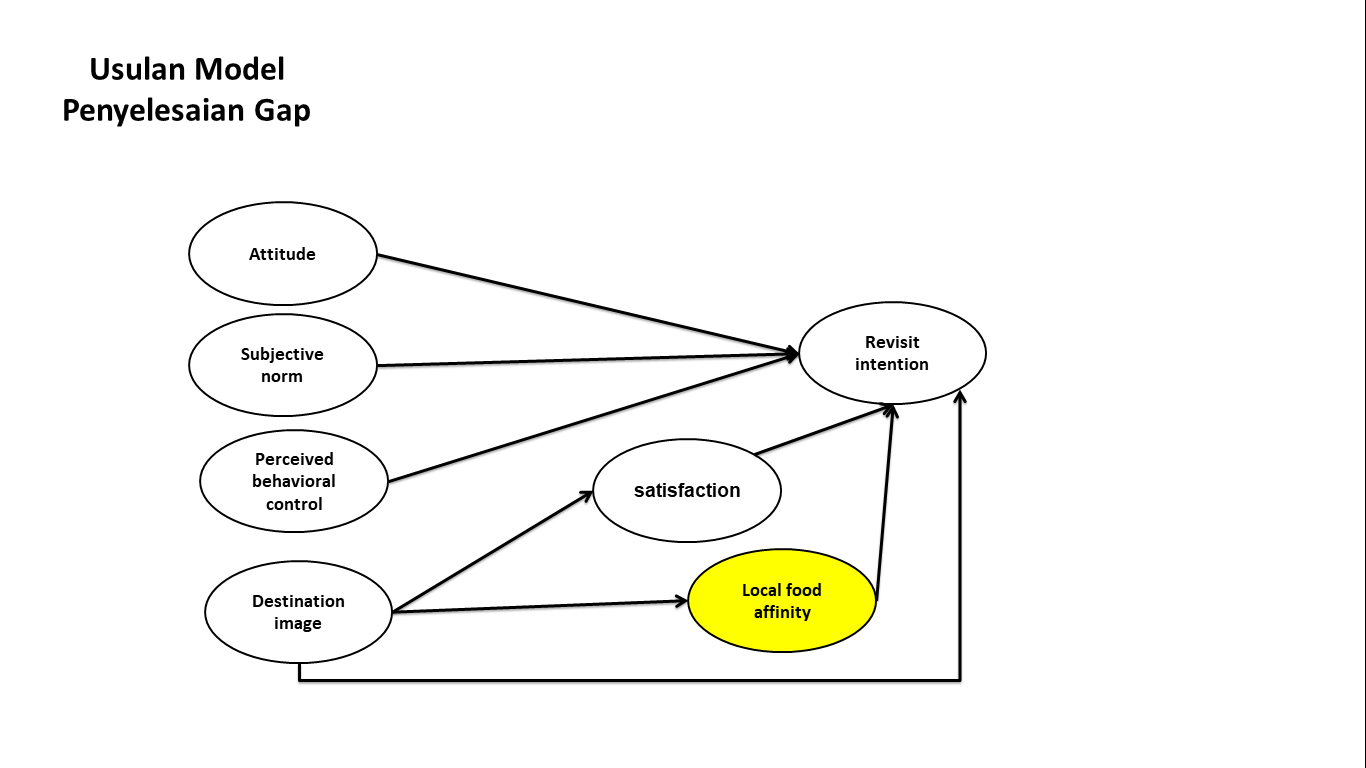 Usulan Model
Penyelesaian Gap
Attitude
Subjective
norm
Perceived
behavioral
control
Destination
image
satisfaction
Local food
affinity
Revisit
intention